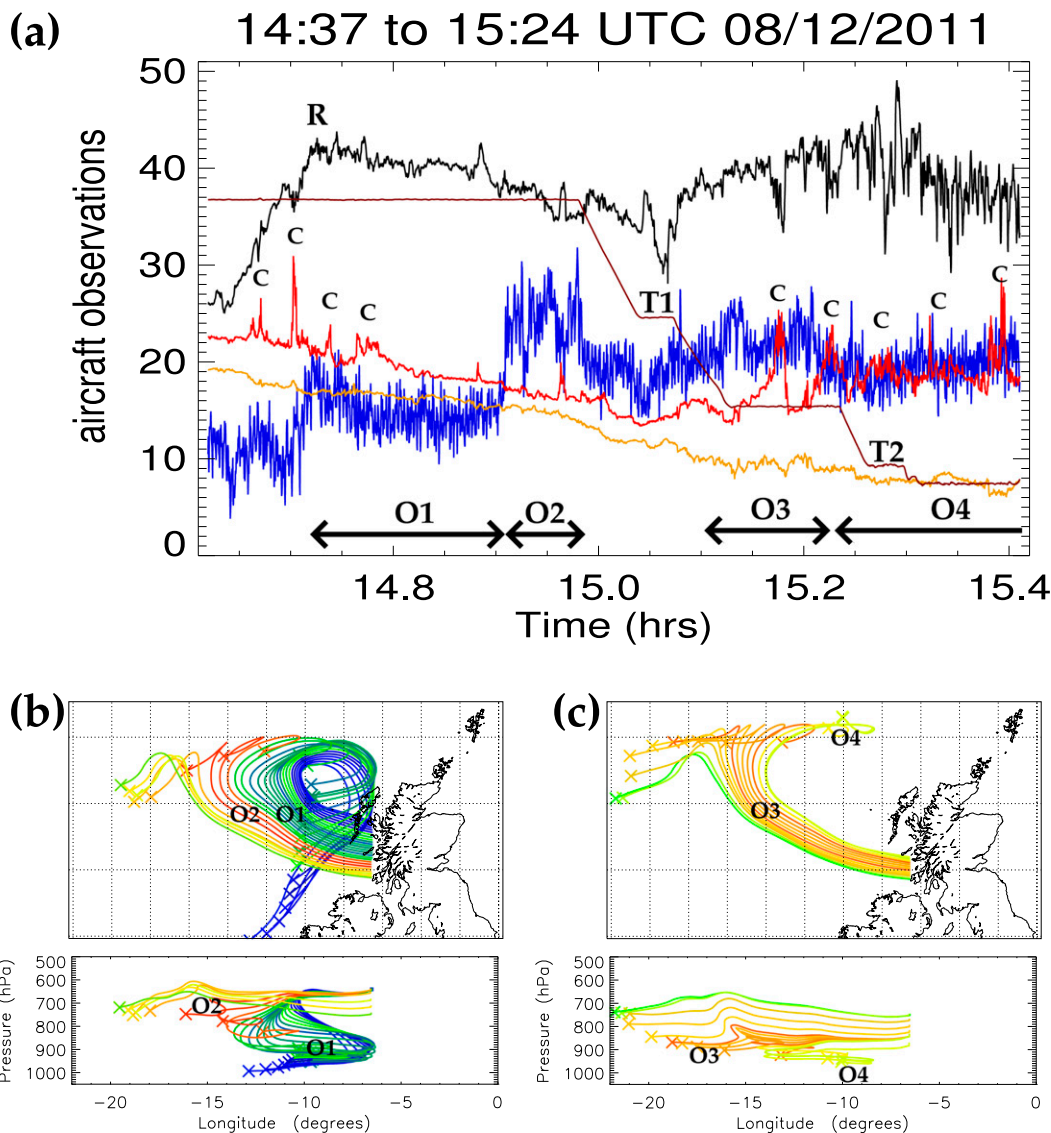 (a)
14:37 to 15:24 UTC 08/12/2011
aircraft observations
50
40
30
20
10
0
R
C
C
C
C
C
C
C
C
C
T1
T2
O1
O2
O3
O4
14.8
15.0
15.2
15.4
Time (hrs)
(b)
O2
O1
Pressure (hPa)
500
600
700
800
900
1000
O2
O1
−20
−15
−10
−5
0
Longitude (degrees)
(c)
O4
O3
Pressure (hPa)
500
600
700
800
900
1000
O3
O4
−20
−15
−10
−5
0
Longitude (degrees)